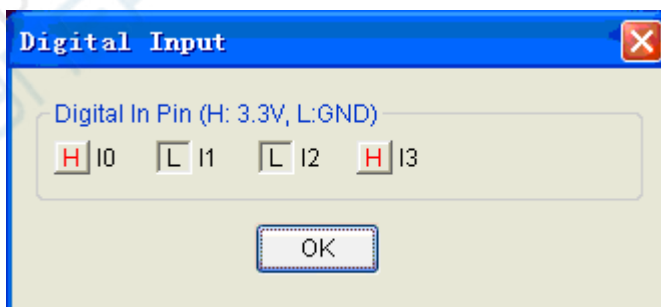 Digital Input
Digital In Pin (H: 3.3V, L:GND)
H I0 L I1 L I2 H I3
OK